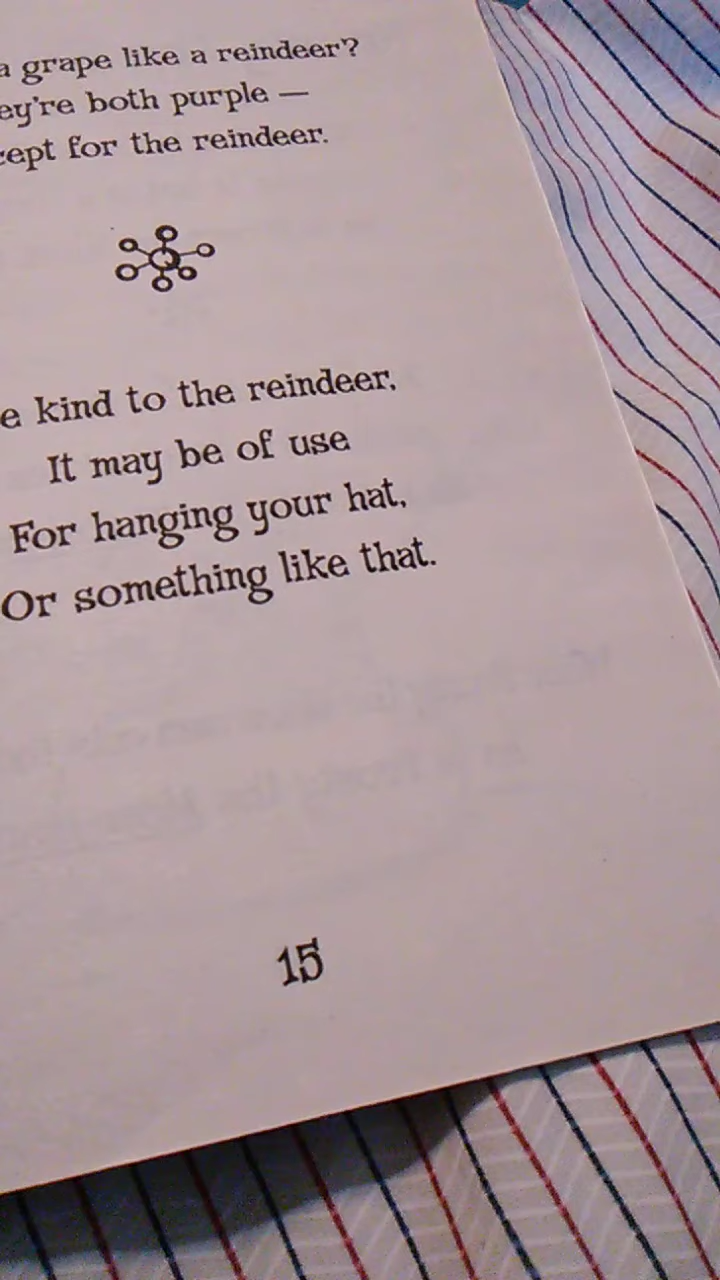 a grape like a reindeer?
ey're both purple —
cept for the reindeer.
e kind to the reindeer,
It may be of use
For hanging your hat,
Or something like that.
15